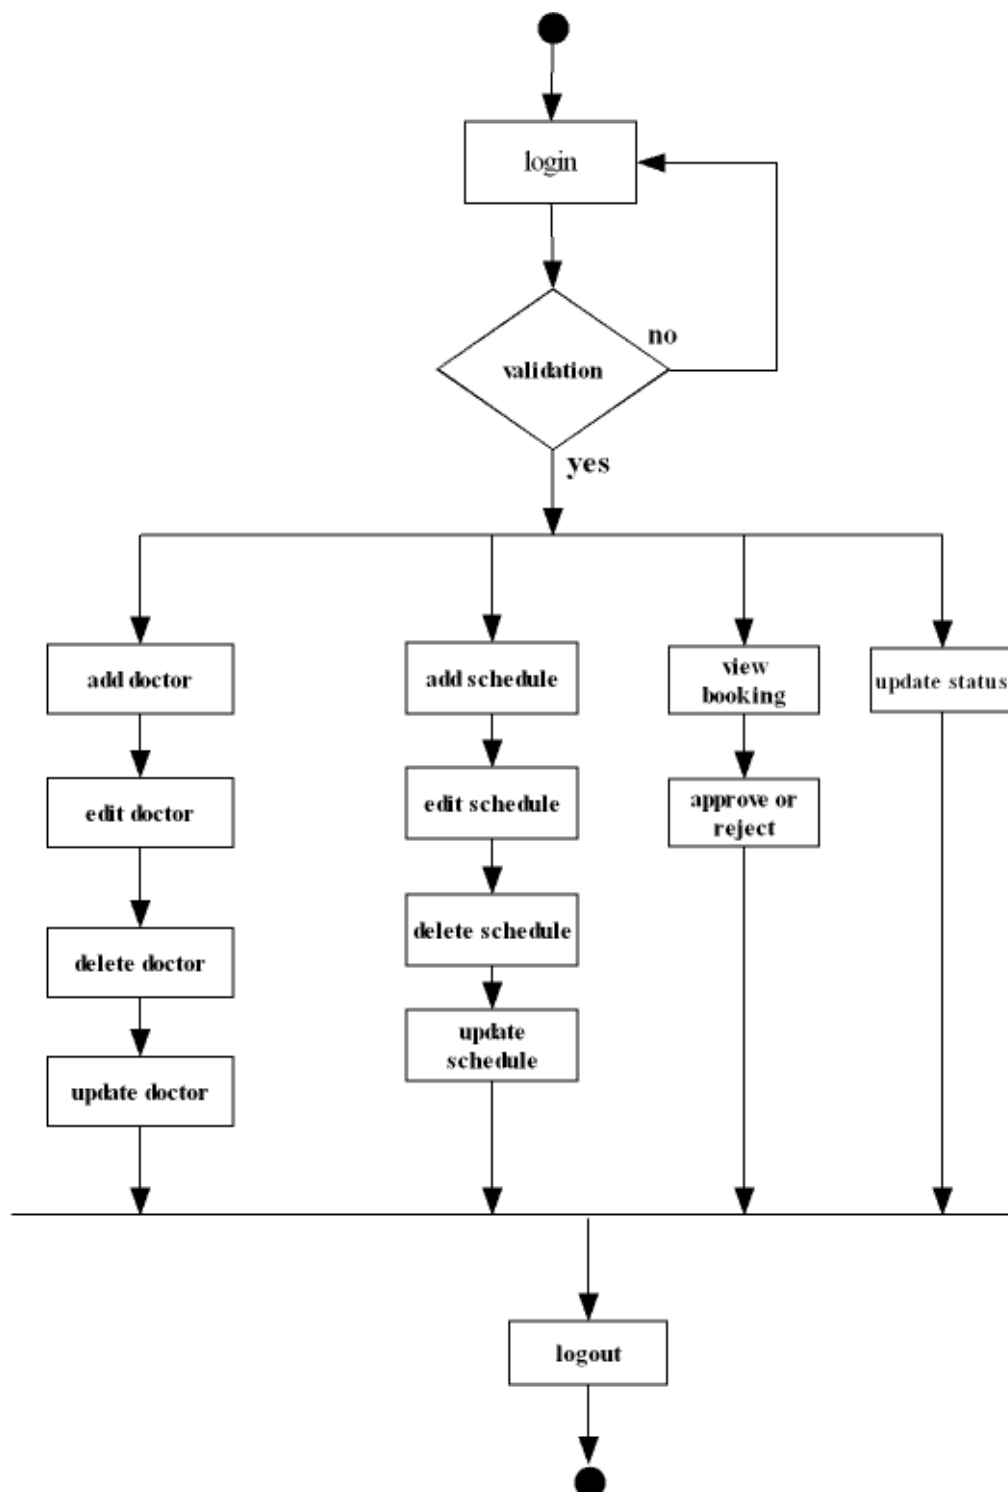 login
no
validation
yes
add doctor
add schedule
view
booking
update status
edit doctor
edit schedule
approve or
reject
delete doctor
delete schedule
update doctor
update
schedule
logout